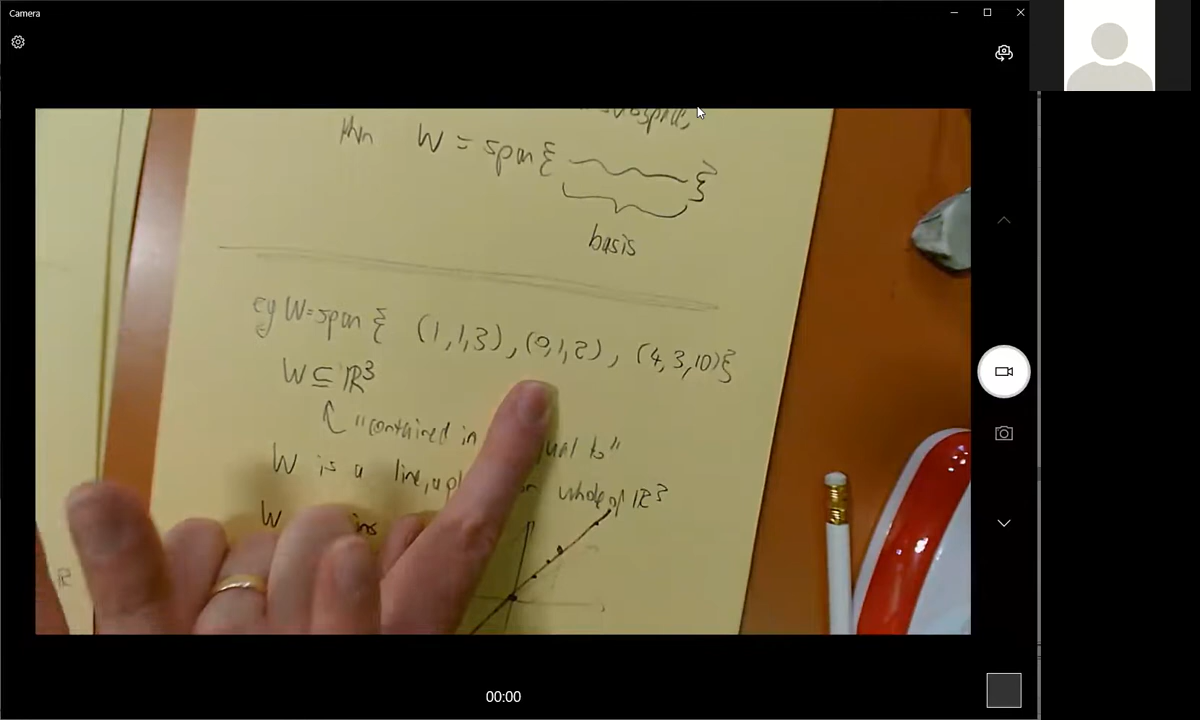 Camera
then W = span {
}
basis
eg W = span { (1,1,3), (0,1,2), (4,3,10) }
W ⊆ ℝ³
"contained in equal to"
W is a line, a whole of ℝ³
W
ℝ
00:00